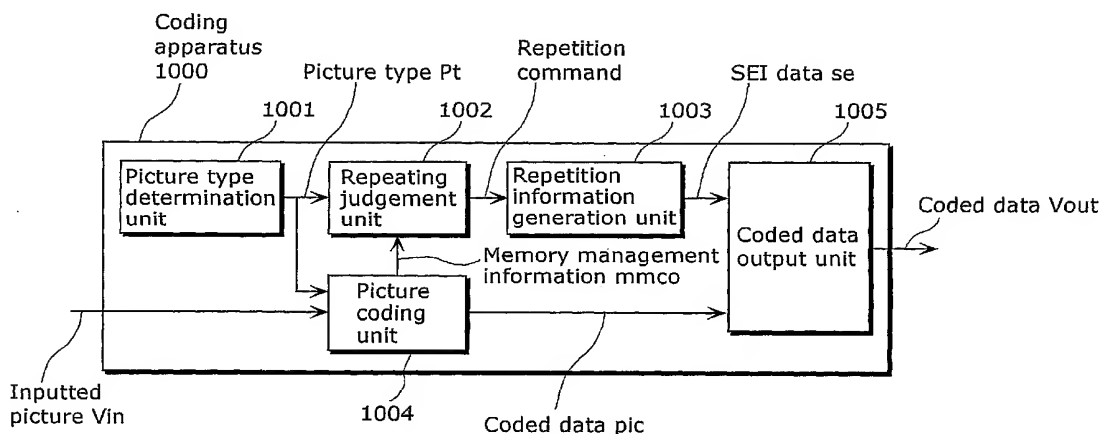 Coding
apparatus
1000
Picture type Pt
Repetition
command
SEI data se
1001
1002
1003
1005
Picture type
determination
unit
Repeating
judgement
unit
Repetition
information
generation unit
Coded data
output unit
Coded data Vout
Memory management
information mmco
Picture
coding
unit
Inputted
picture Vin
1004
Coded data pic